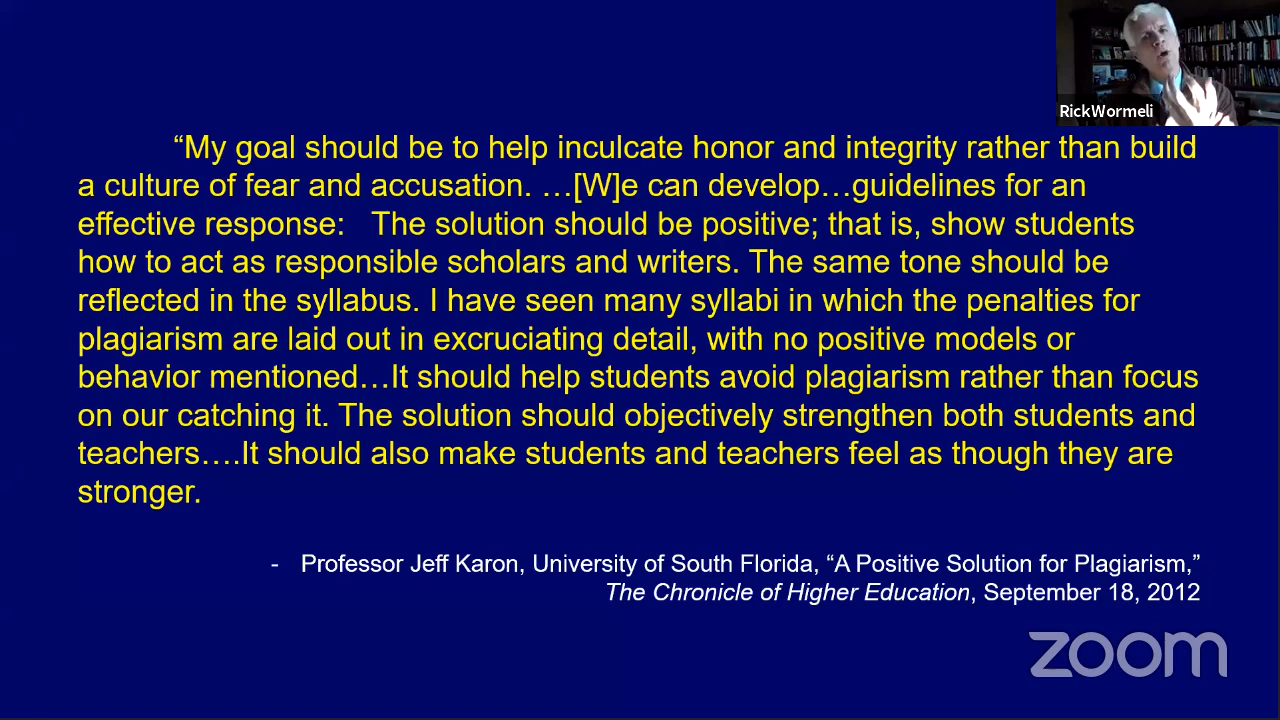 RickWormeli
“My goal should be to help inculcate honor and integrity rather than build
a culture of fear and accusation. …[W]e can develop…guidelines for an
effective response: The solution should be positive; that is, show students
how to act as responsible scholars and writers. The same tone should be
reflected in the syllabus. I have seen many syllabi in which the penalties for
plagiarism are laid out in excruciating detail, with no positive models or
behavior mentioned…It should help students avoid plagiarism rather than focus
on our catching it. The solution should objectively strengthen both students and
teachers….It should also make students and teachers feel as though they are
stronger.
- Professor Jeff Karon, University of South Florida, “A Positive Solution for Plagiarism,”
The Chronicle of Higher Education, September 18, 2012
zoom